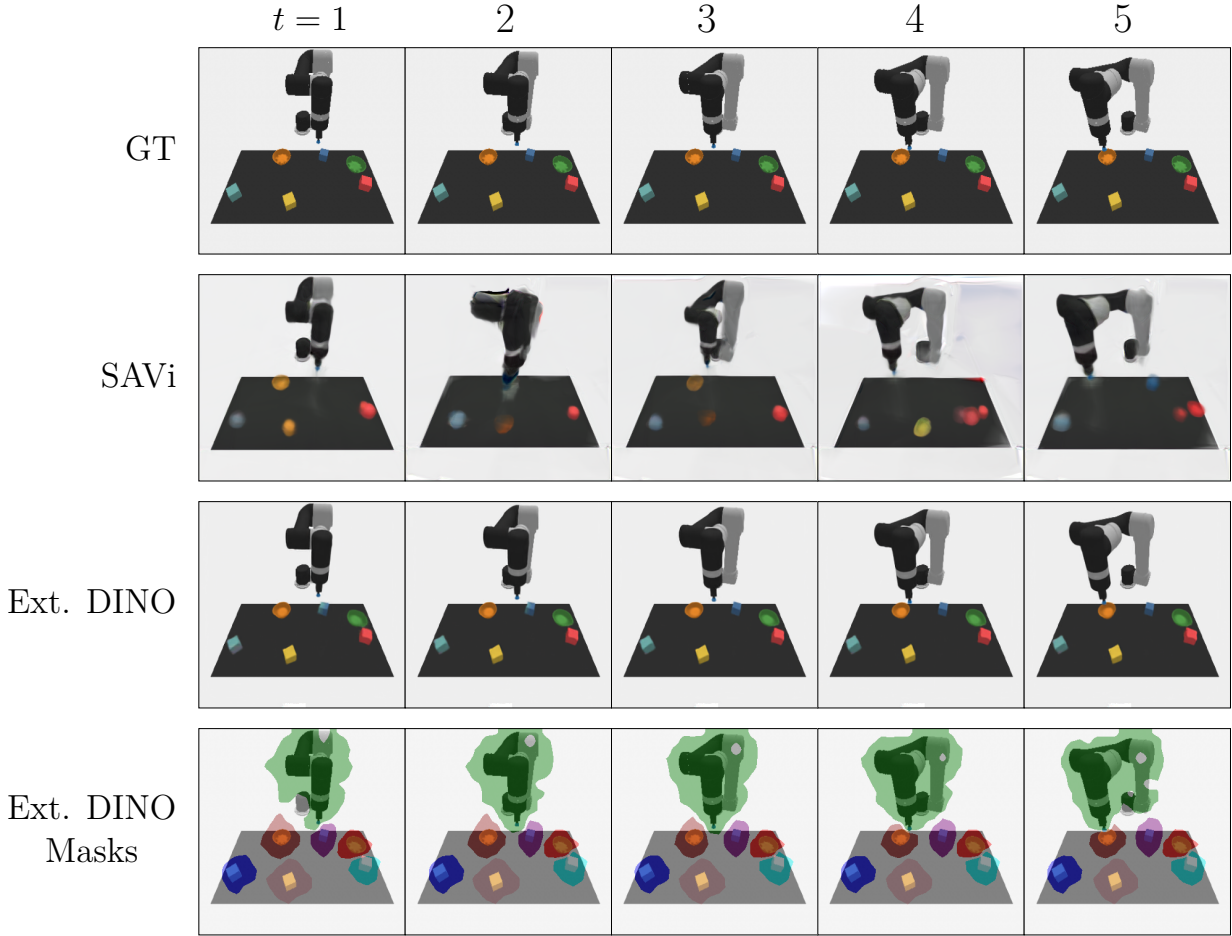 t = 1 2 3 4 5
GT
SAVi
Ext. DINO
Ext. DINO
Masks